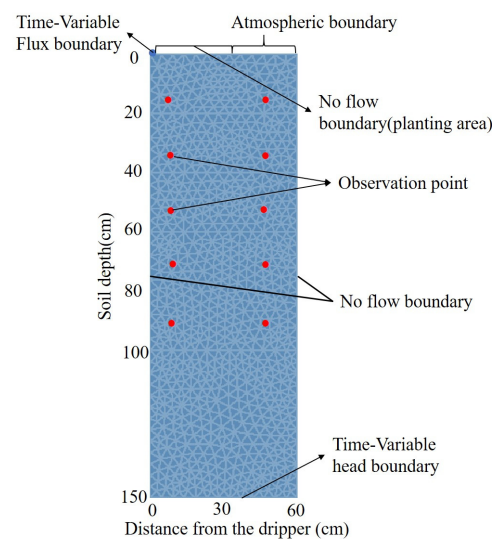 Time-Variable
Flux boundary
Atmospheric boundary
0
No flow
boundary(planting area)
20
40
Observation point
60
Soil depth(cm)
80
No flow boundary
100
Time-Variable
head boundary
150
0 30 60
Distance from the dripper (cm)